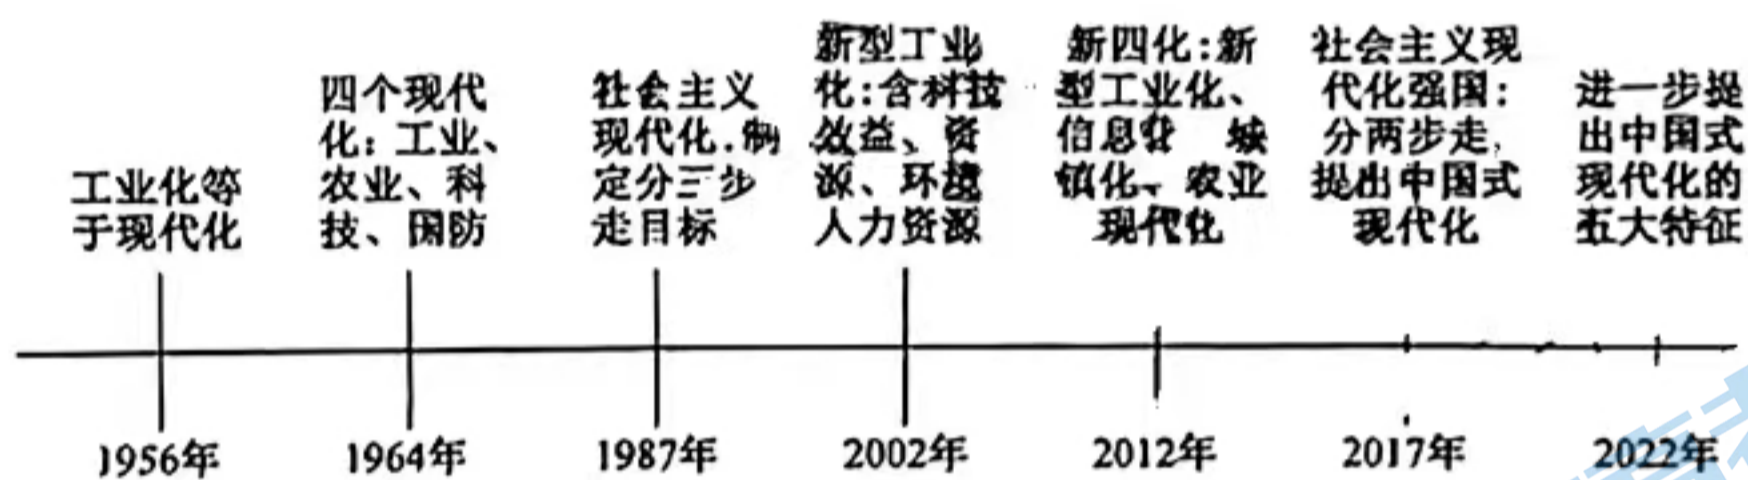 工业化等
于现代化
四个现代
化：工业、
农业、科
技、国防
社会主义
现代化.制
定分三步
走目标
新型工业
化：含科技
效益、资
源、环境
人力资源
新四化：新
型工业化、
信息化 城
镇化、农业
现代化
社会主义现
代化强国：
分两步走，
提出中国式
现代化
进一步提
出中国式
现代化的
五大特征
1956年
1964年
1987年
2002年
2012年
2017年
2022年